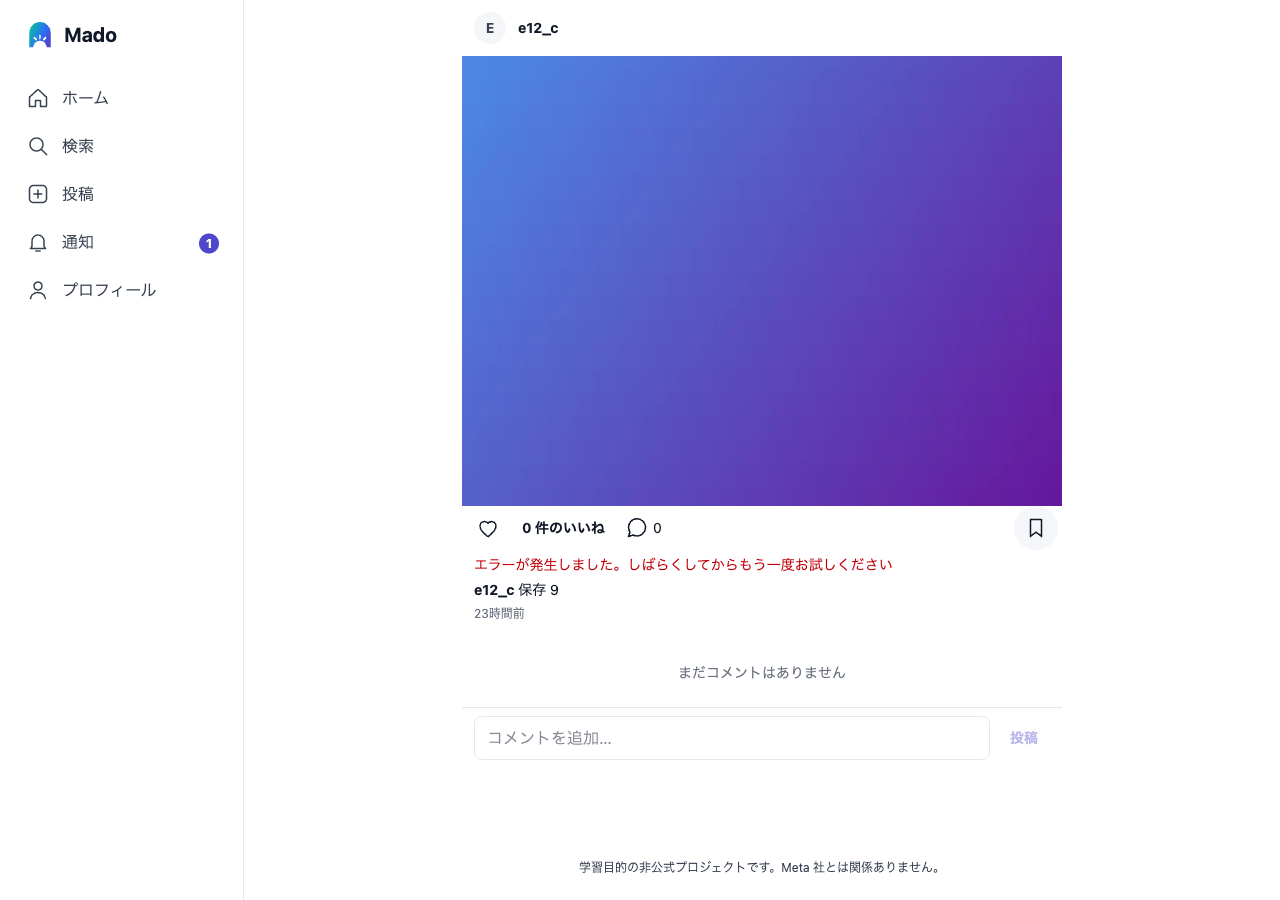 Mado
ホーム
検索
投稿
通知 1
プロフィール
E e12_c
0 件のいいね 0
エラーが発生しました。しばらくしてからもう一度お試しください
e12_c 保存 9
23時間前
まだコメントはありません
コメントを追加... 投稿
学習目的の非公式プロジェクトです。Meta 社とは関係ありません。